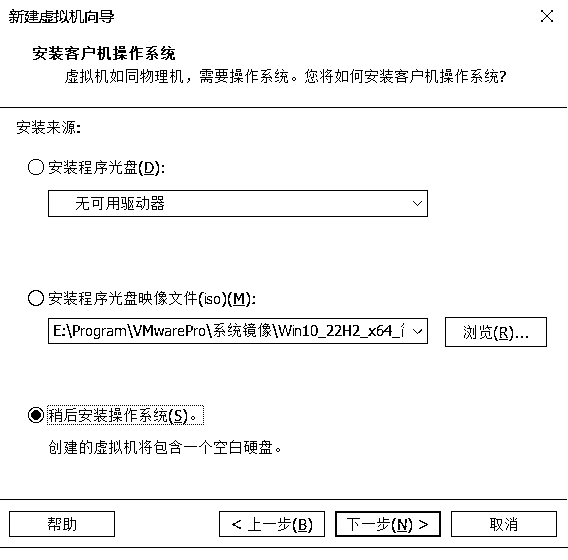 新建虚拟机向导
安装客户机操作系统
虚拟机如同物理机，需要操作系统。您将如何安装客户机操作系统?
安装来源:
安装程序光盘(D):
无可用驱动器
安装程序光盘映像文件(iso)(M):
E:\Program\VMwarePro\系统镜像\Win10_22H2_x64_
浏览(R)...
稍后安装操作系统(S)。
创建的虚拟机将包含一个空白硬盘。
帮助
< 上一步(B)
下一步(N) >
取消